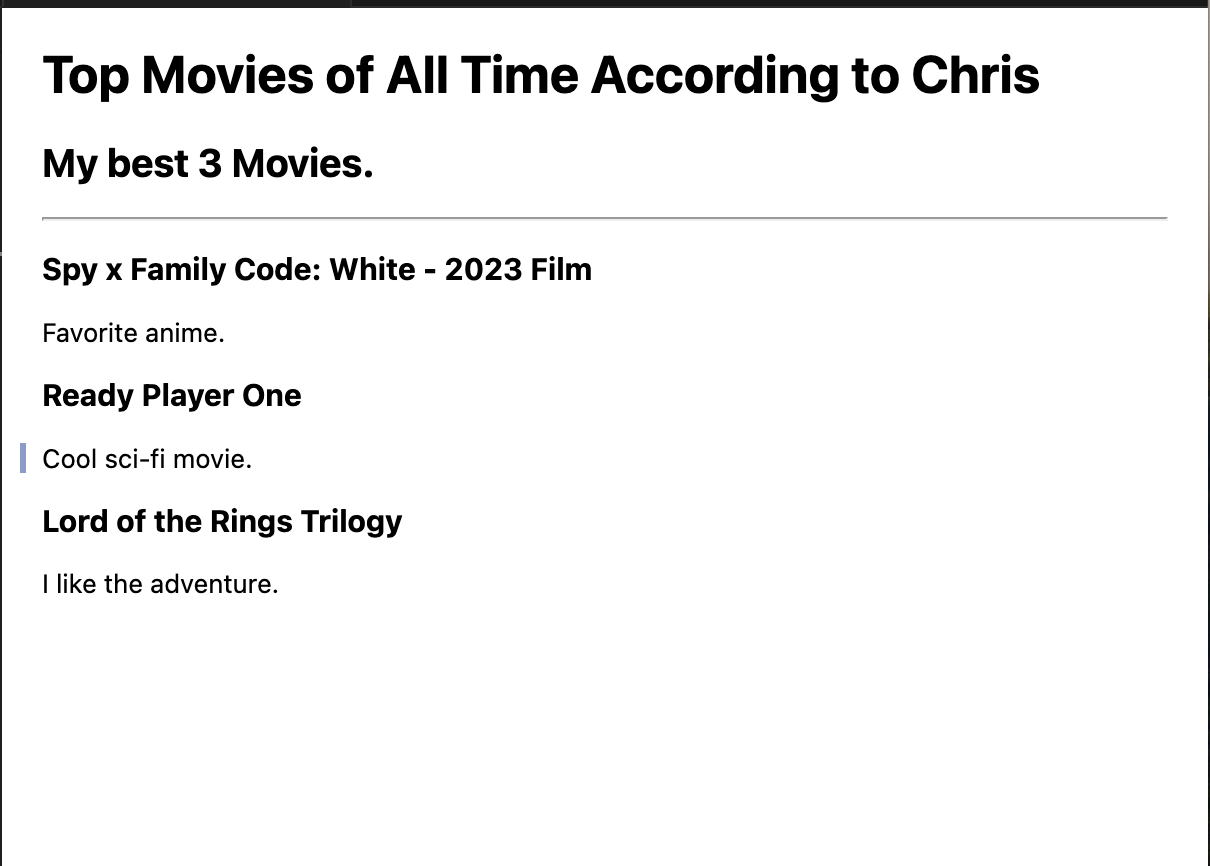 Top Movies of All Time According to Chris
My best 3 Movies.
Spy x Family Code: White - 2023 Film
Favorite anime.
Ready Player One
Cool sci-fi movie.
Lord of the Rings Trilogy
I like the adventure.